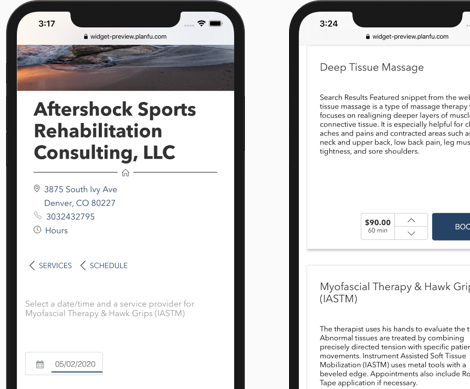 3:17
widget-preview.planfu.com
Aftershock Sports
Rehabilitation
Consulting, LLC
3875 South Ivy Ave
Denver, CO 80227
3032432795
Hours
SERVICES SCHEDULE
Select a date/time and a service provider for
Myofascial Therapy & Hawk Grips (IASTM)
05/02/2020
3:24
widget-preview.planfu.com
Deep Tissue Massage
Search Results Featured snippet from the
tissue massage is a type of massage therapy
focuses on realigning deeper layers of
connective tissue. It is especially helpful for
aches and pains and contracted areas such
neck and upper back, low back pain, leg
tightness, and sore shoulders.
$90.00
60 min
Myofascial Therapy & Hawk
(IASTM)
The therapist uses his hands to evaluate the
Abnormal tissues are treated by combining
precisely directed tension with specific
movements. Instrument Assisted Soft Tissue
Mobilization (IASTM) uses metal tools with a
beveled edge. Appointments also include
Tape application if necessary.